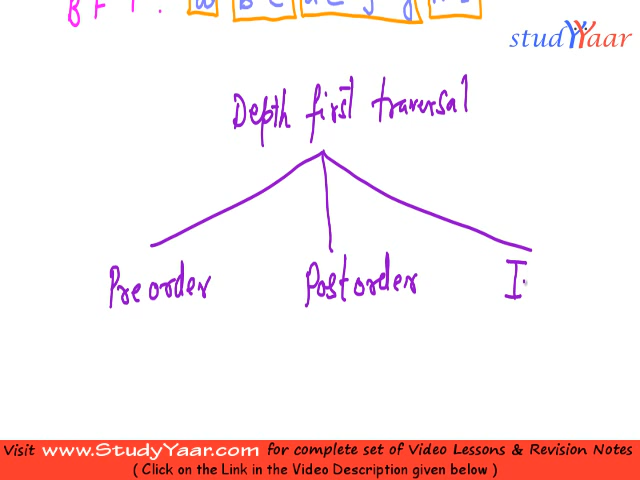 B F T :
studYYaar
Depth first traversal
Preorder Postorder I
Visit www.StudyYaar.com for complete set of Video Lessons & Revision Notes
( Click on the Link in the Video Description given below )